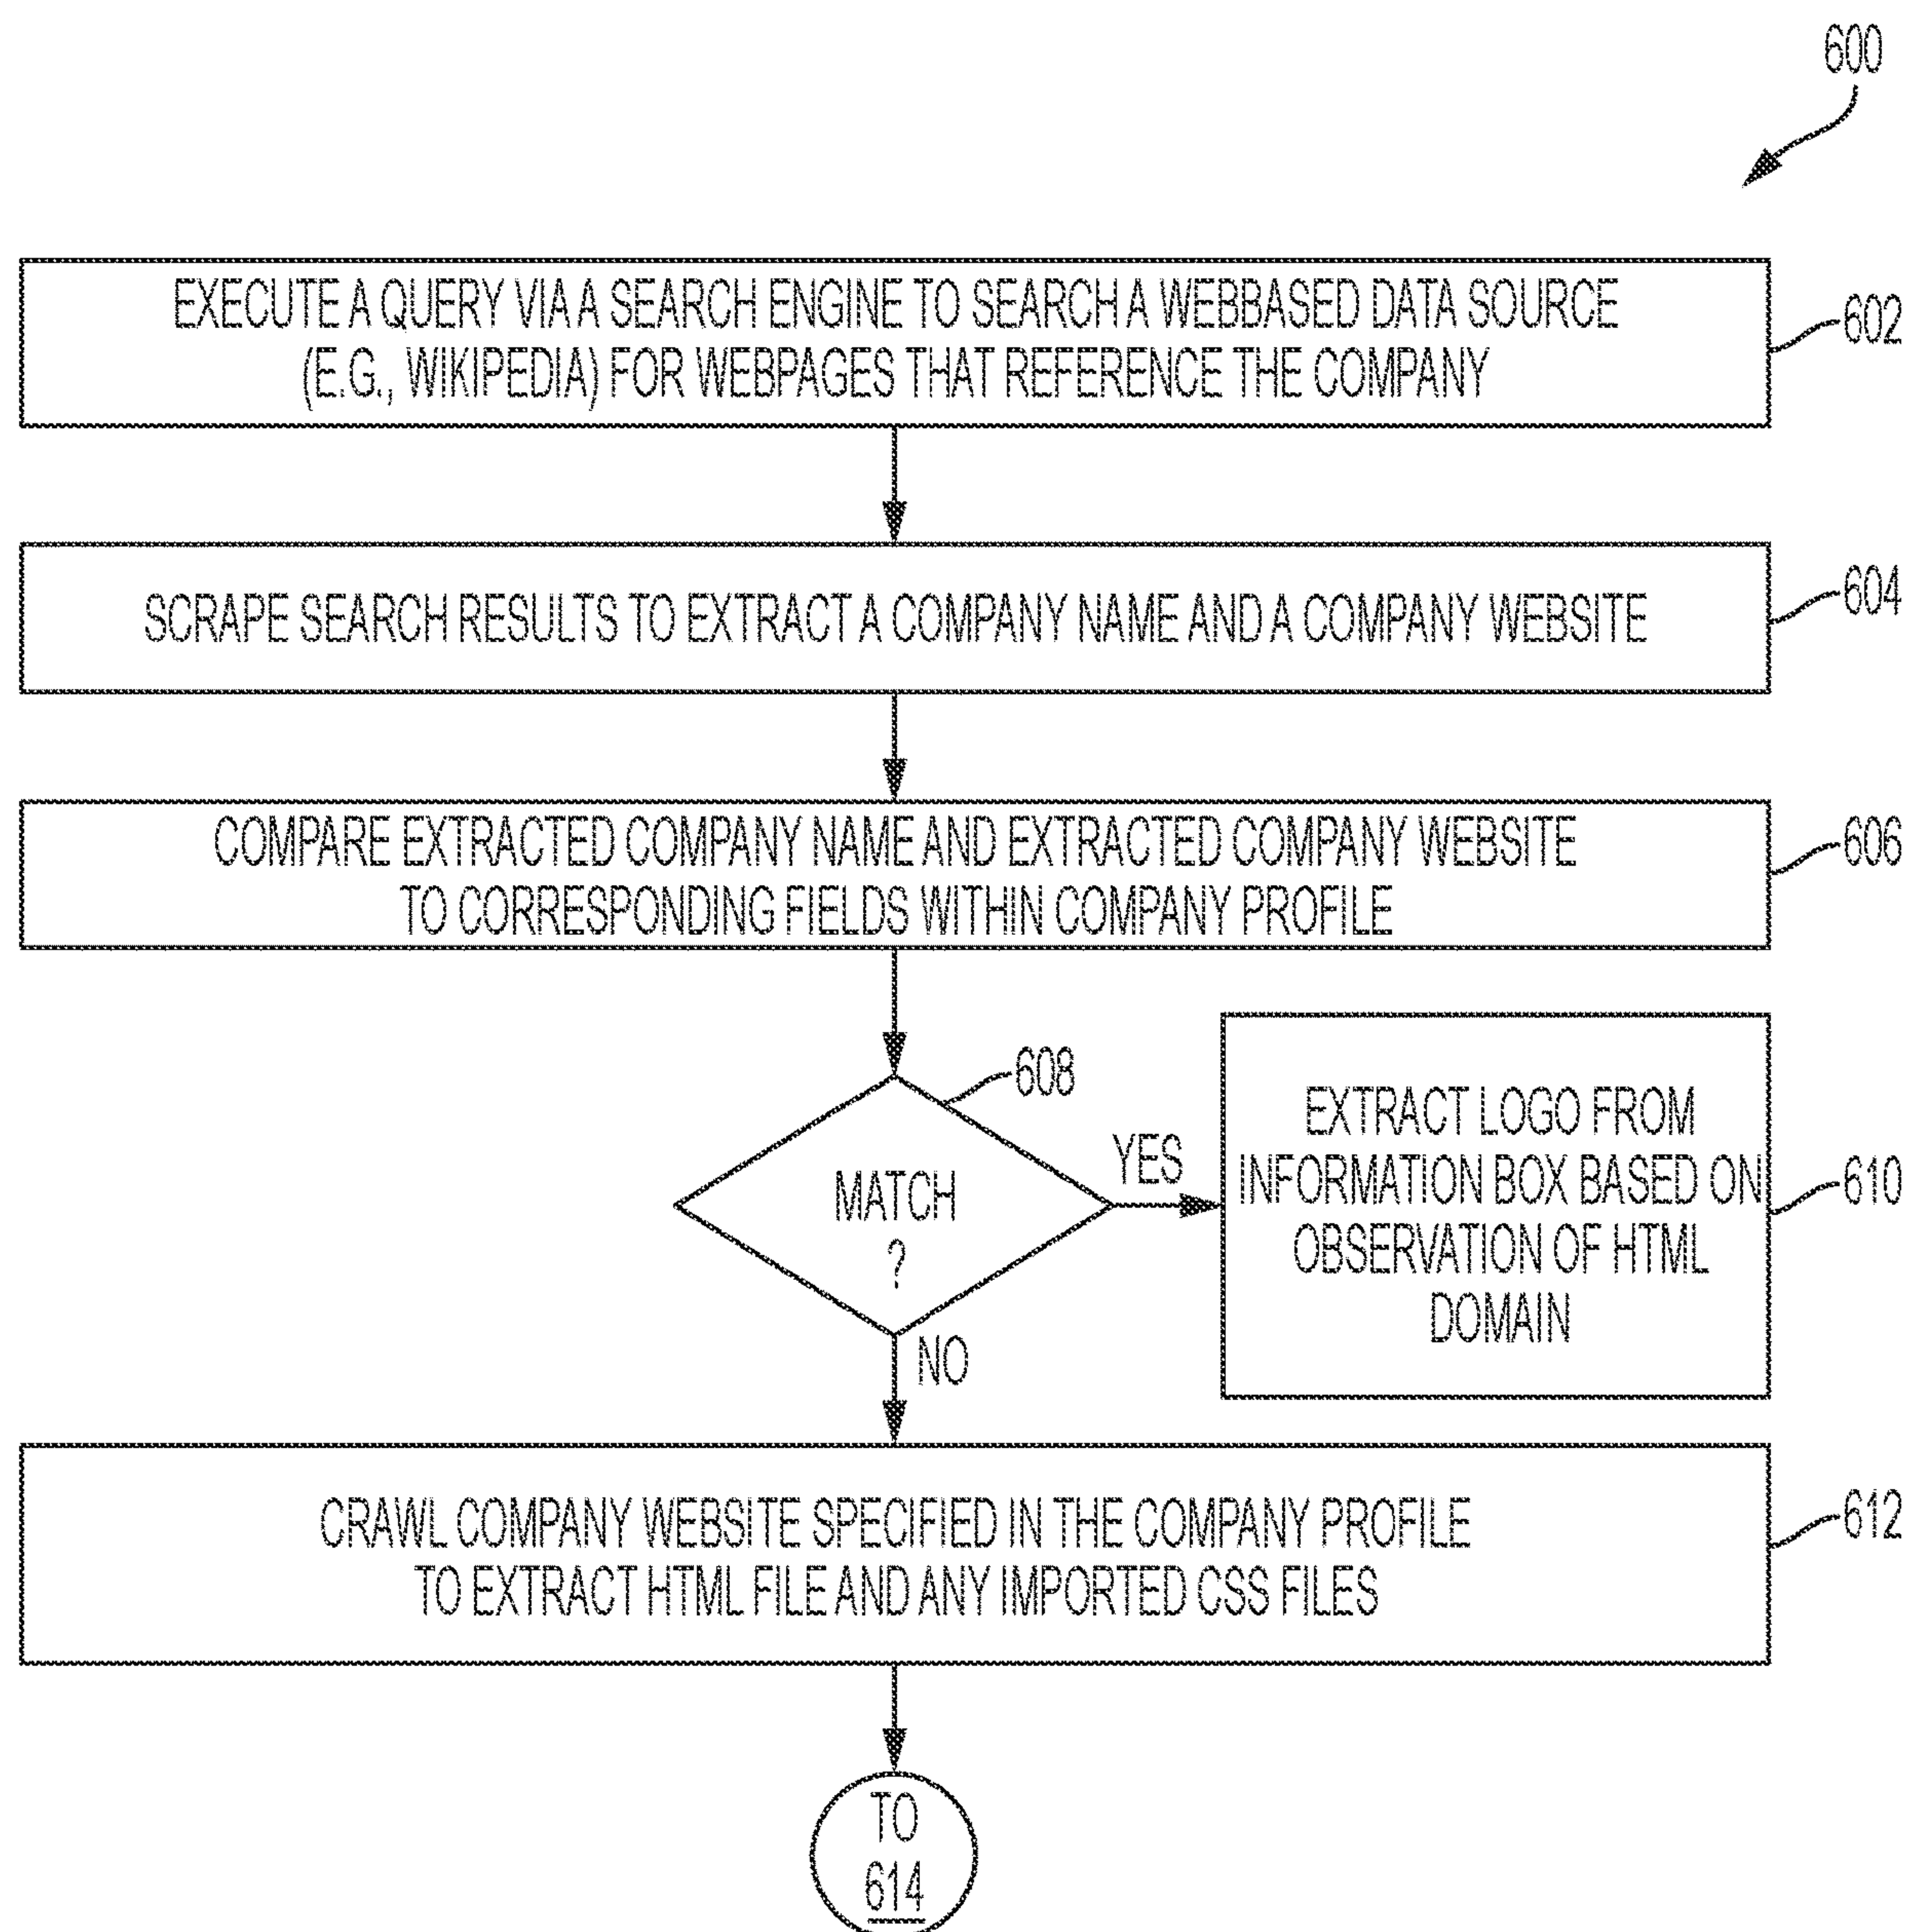 600
EXECUTE A QUERY VIA A SEARCH ENGINE TO SEARCH A WEBBASED DATA SOURCE
(E.G., WIKIPEDIA) FOR WEBPAGES THAT REFERENCE THE COMPANY
602
SCRAPE SEARCH RESULTS TO EXTRACT A COMPANY NAME AND A COMPANY WEBSITE
604
COMPARE EXTRACTED COMPANY NAME AND EXTRACTED COMPANY WEBSITE
TO CORRESPONDING FIELDS WITHIN COMPANY PROFILE
606
608
MATCH
?
YES
EXTRACT LOGO FROM
INFORMATION BOX BASED ON
OBSERVATION OF HTML
DOMAIN
610
NO
CRAWL COMPANY WEBSITE SPECIFIED IN THE COMPANY PROFILE
TO EXTRACT HTML FILE AND ANY IMPORTED CSS FILES
612
TO
614